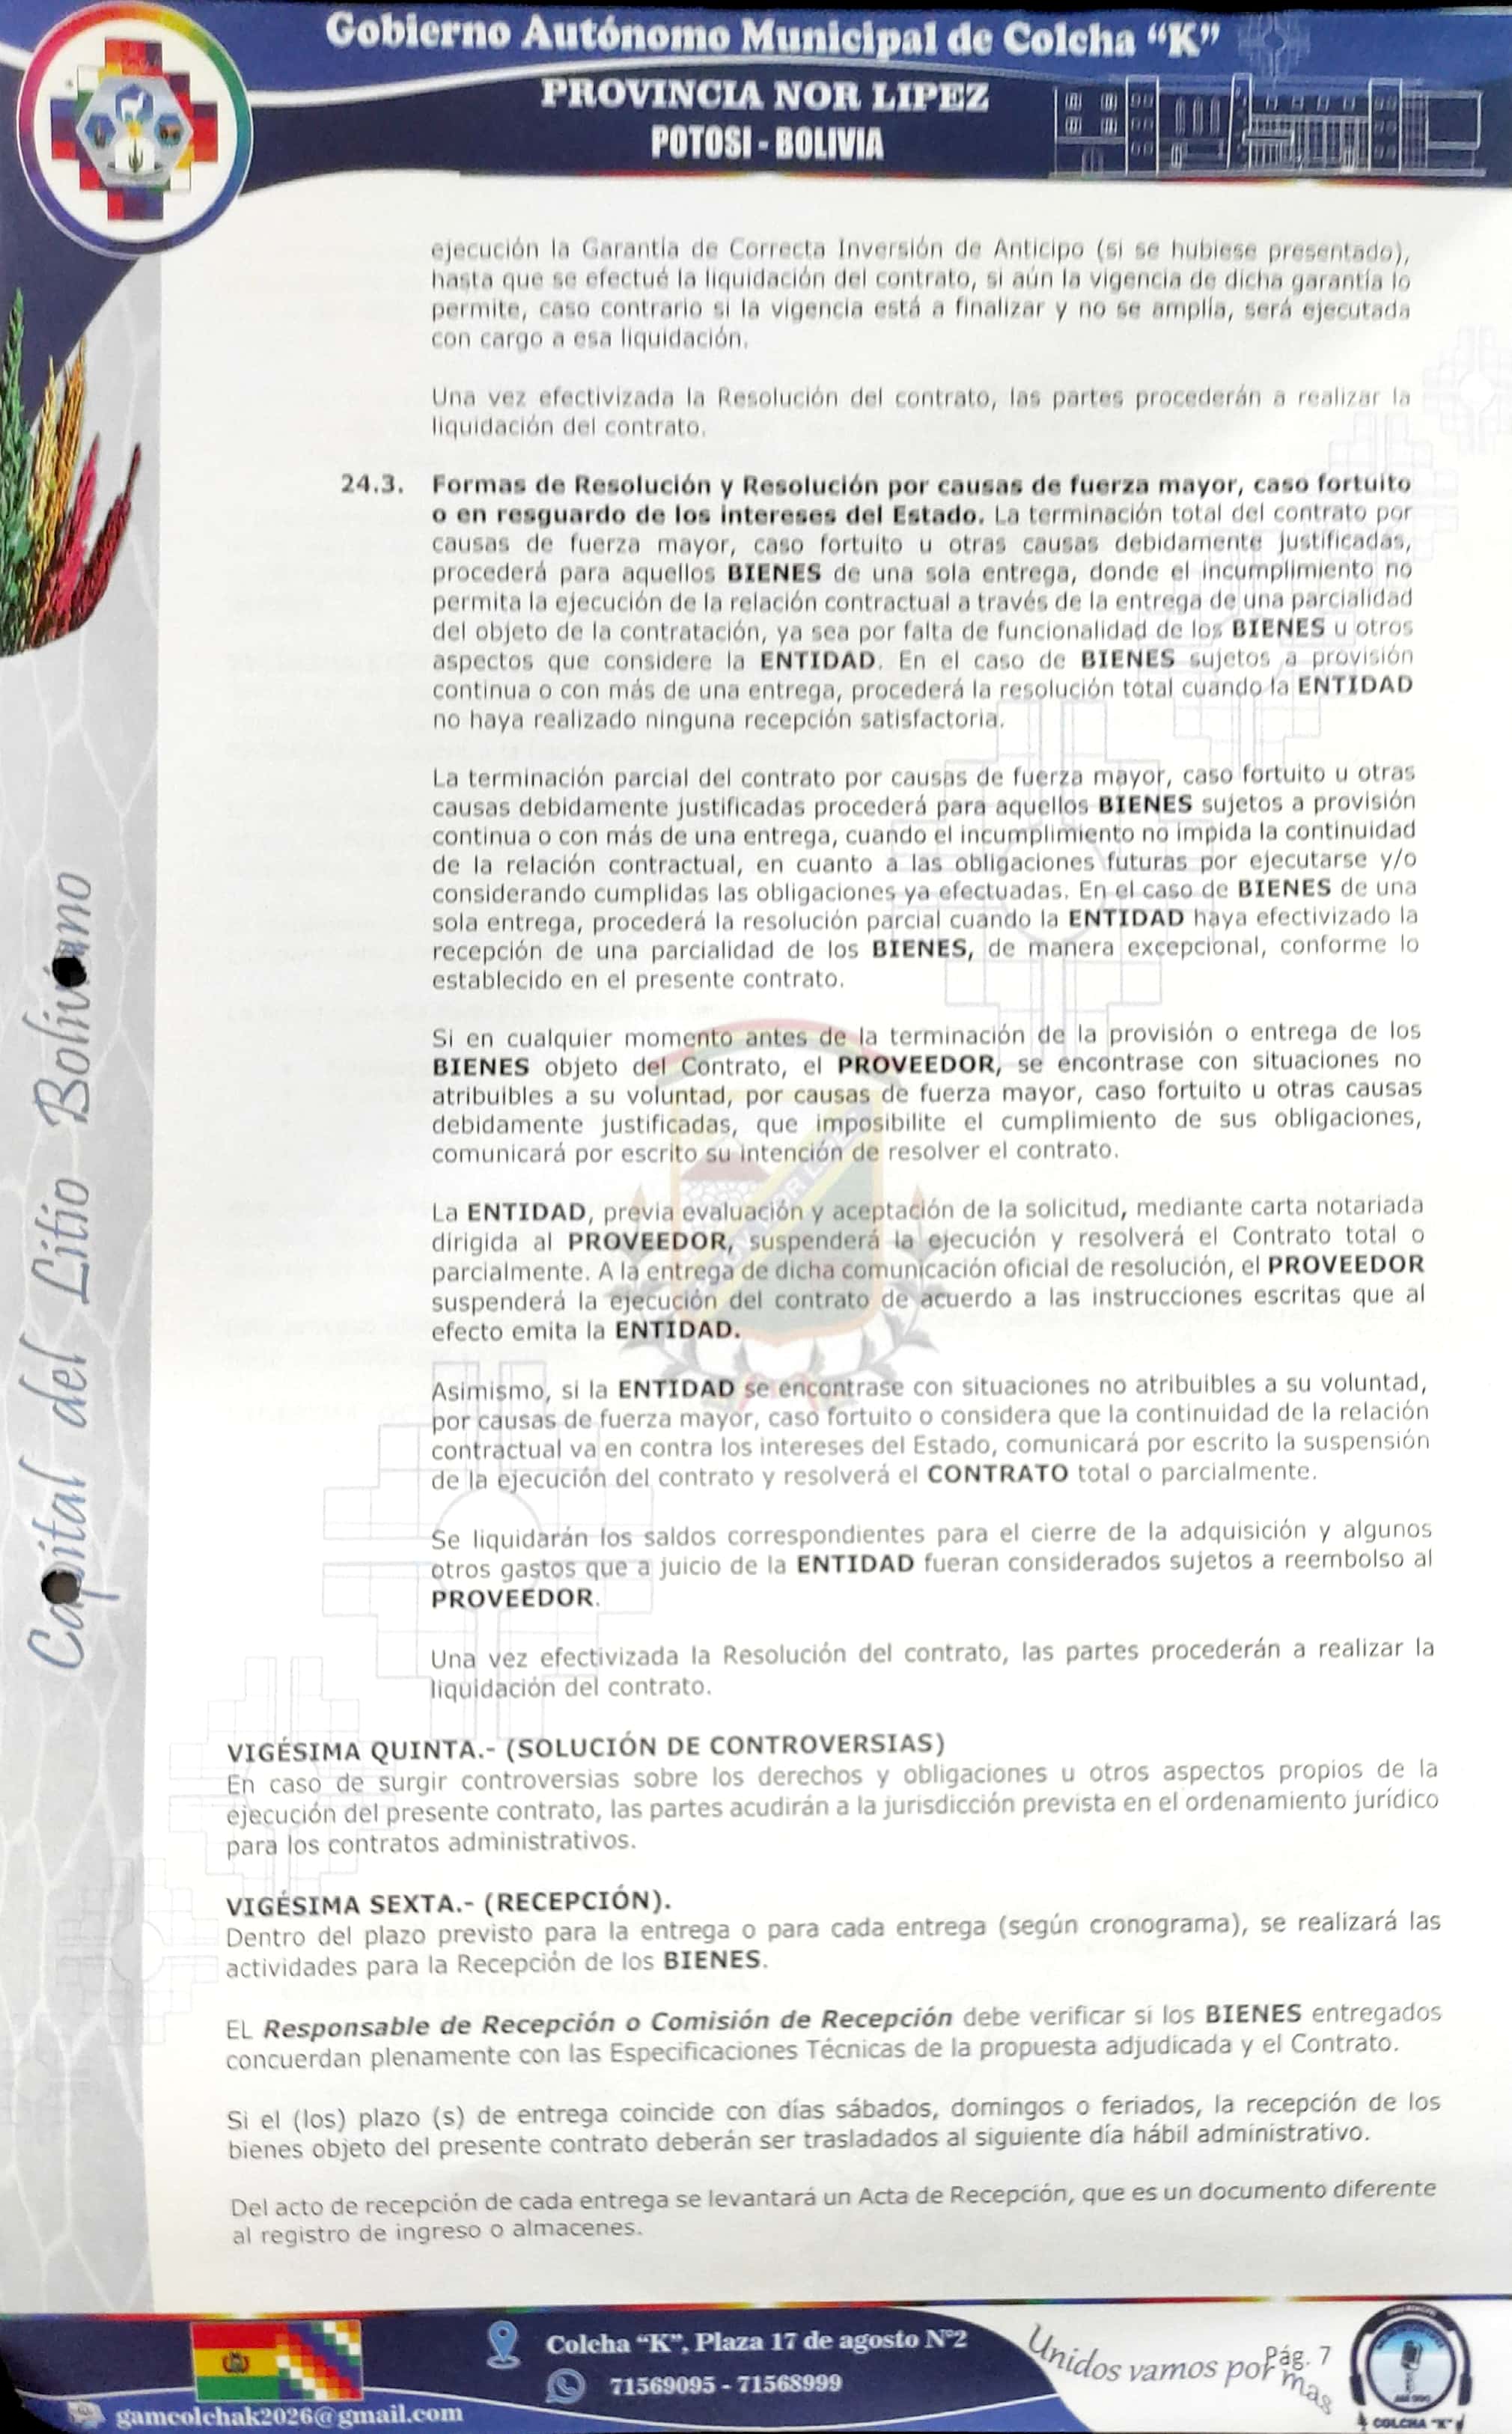 Gobierno Autónomo Municipal de Colcha “K”
PROVINCIA NOR LIPEZ
POTOSI - BOLIVIA
ejecución la Garantía de Correcta Inversión de Anticipo (si se hubiese presentado),
hasta que se efectué la liquidación del contrato, si aún la vigencia de dicha garantía lo
permite, caso contrario si la vigencia está a finalizar y no se amplía, será ejecutada
con cargo a esa liquidación.
Una vez efectivizada la Resolución del contrato, las partes procederán a realizar la
liquidación del contrato.
24.3. Formas de Resolución y Resolución por causas de fuerza mayor, caso fortuito
o en resguardo de los intereses del Estado. La terminación total del contrato por
causas de fuerza mayor, caso fortuito u otras causas debidamente justificadas,
procederá para aquellos BIENES de una sola entrega, donde el incumplimiento no
permita la ejecución de la relación contractual a través de la entrega de una parcialidad
del objeto de la contratación, ya sea por falta de funcionalidad de los BIENES u otros
aspectos que considere la ENTIDAD. En el caso de BIENES sujetos a provisión
continua o con más de una entrega, procederá la resolución total cuando la ENTIDAD
no haya realizado ninguna recepción satisfactoria.
La terminación parcial del contrato por causas de fuerza mayor, caso fortuito u otras
causas debidamente justificadas procederá para aquellos BIENES sujetos a provisión
continua o con más de una entrega, cuando el incumplimiento no impida la continuidad
de la relación contractual, en cuanto a las obligaciones futuras por ejecutarse y/o
considerando cumplidas las obligaciones ya efectuadas. En el caso de BIENES de una
sola entrega, procederá la resolución parcial cuando la ENTIDAD haya efectivizado la
recepción de una parcialidad de los BIENES, de manera excepcional, conforme lo
establecido en el presente contrato.
Si en cualquier momento antes de la terminación de la provisión o entrega de los
BIENES objeto del Contrato, el PROVEEDOR, se encontrase con situaciones no
atribuibles a su voluntad, por causas de fuerza mayor, caso fortuito u otras causas
debidamente justificadas, que imposibilite el cumplimiento de sus obligaciones,
comunicará por escrito su intención de resolver el contrato.
La ENTIDAD, previa evaluación y aceptación de la solicitud, mediante carta notariada
dirigida al PROVEEDOR, suspenderá la ejecución y resolverá el Contrato total o
parcialmente. A la entrega de dicha comunicación oficial de resolución, el PROVEEDOR
suspenderá la ejecución del contrato de acuerdo a las instrucciones escritas que al
efecto emita la ENTIDAD.
Asimismo, si la ENTIDAD se encontrase con situaciones no atribuibles a su voluntad,
por causas de fuerza mayor, caso fortuito o considera que la continuidad de la relación
contractual va en contra los intereses del Estado, comunicará por escrito la suspensión
de la ejecución del contrato y resolverá el CONTRATO total o parcialmente.
Se liquidarán los saldos correspondientes para el cierre de la adquisición y algunos
otros gastos que a juicio de la ENTIDAD fueran considerados sujetos a reembolso al
PROVEEDOR.
Una vez efectivizada la Resolución del contrato, las partes procederán a realizar la
liquidación del contrato.
VIGÉSIMA QUINTA.- (SOLUCIÓN DE CONTROVERSIAS)
En caso de surgir controversias sobre los derechos y obligaciones u otros aspectos propios de la
ejecución del presente contrato, las partes acudirán a la jurisdicción prevista en el ordenamiento jurídico
para los contratos administrativos.
VIGÉSIMA SEXTA.- (RECEPCIÓN).
Dentro del plazo previsto para la entrega o para cada entrega (según cronograma), se realizará las
actividades para la Recepción de los BIENES.
EL Responsable de Recepción o Comisión de Recepción debe verificar si los BIENES entregados
concuerdan plenamente con las Especificaciones Técnicas de la propuesta adjudicada y el Contrato.
Si el (los) plazo (s) de entrega coincide con días sábados, domingos o feriados, la recepción de los
bienes objeto del presente contrato deberán ser trasladados al siguiente día hábil administrativo.
Del acto de recepción de cada entrega se levantará un Acta de Recepción, que es un documento diferente
al registro de ingreso o almacenes.
Capital del Litio Boliviano
Colcha “K”, Plaza 17 de agosto N°2
71569095 - 71568999
gamcolchak2026@gmail.com
Unidos vamos por mas
Pág. 7
COLCHA "K"